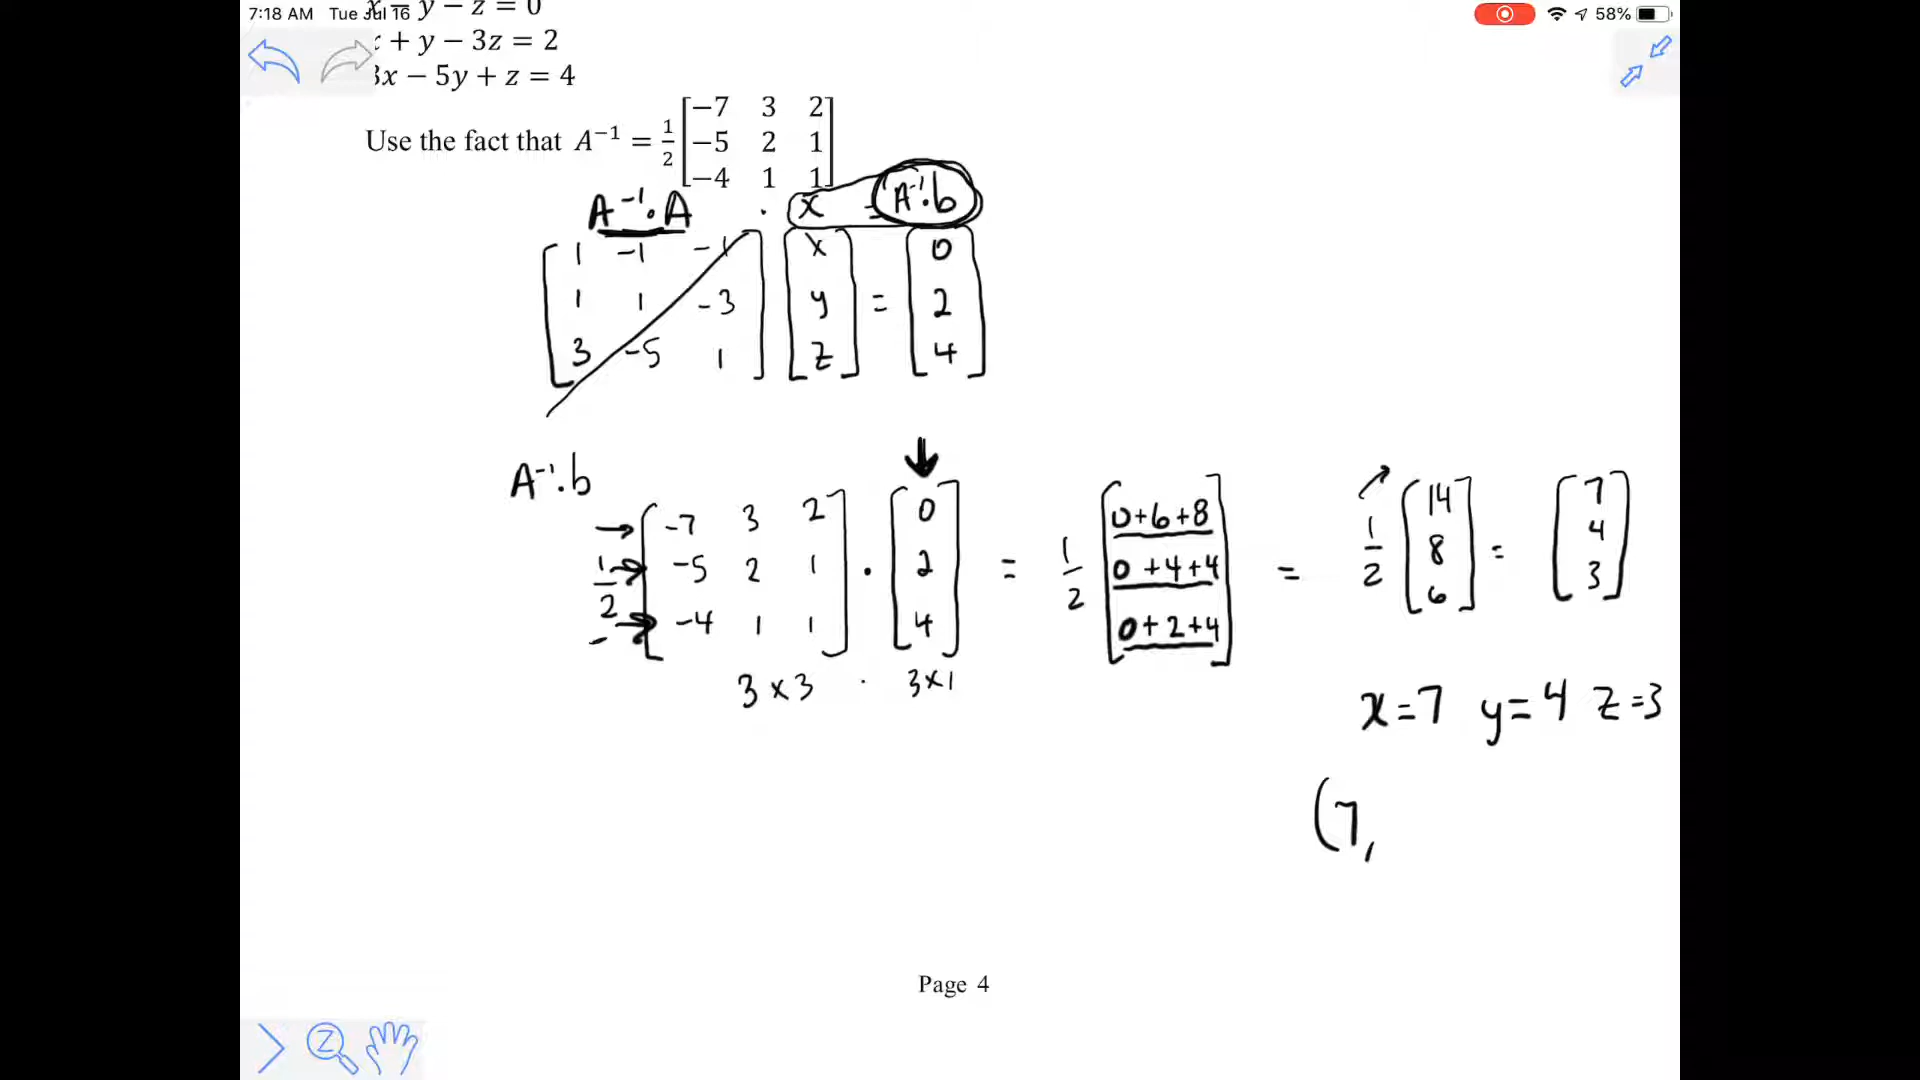 7:18 AM Tue Jul 16 58%
x − y − z = 0
x + y − 3z = 2
3x − 5y + z = 4
Use the fact that A⁻¹ = 1/2 [−7 3 2
−5 2 1
−4 1 1]
A⁻¹·A · x = A⁻¹·b
[1 -1 -1] [x] [0]
[1 1 -3] [y] = [2]
[3 -5 1] [z] [4]
A⁻¹·b
1/2 [-7 3 2] [0] [0+6+8] [14] [7]
[-5 2 1] · [2] = 1/2 [0+4+4] = 1/2 [8] = [4]
[-4 1 1] [4] [0+2+4] [6] [3]
3×3 · 3×1
x=7 y=4 z=3
(7,
Page 4
Z